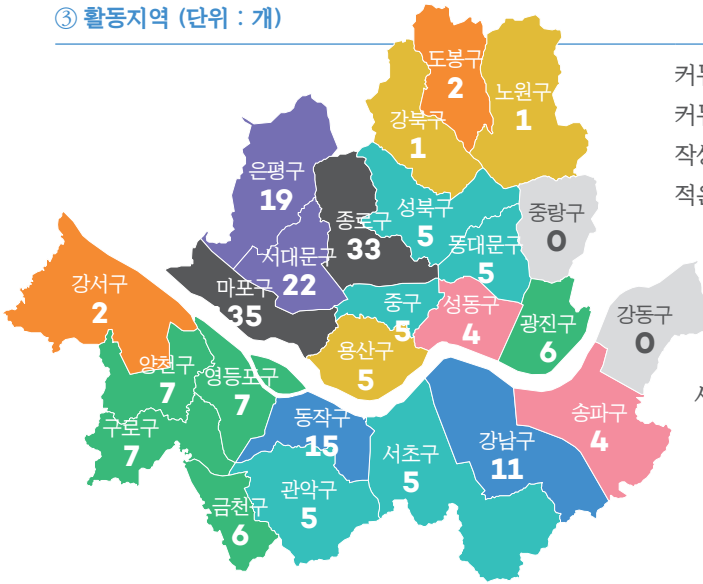 ③ 활동지역 (단위 : 개)
도봉구
2
노원구
1
강북구
1
은평구
19
성북구
5
중랑구
0
종로구
33
동대문구
5
서대문구
22
강서구
2
마포구
35
중구
5
성동구
4
광진구
6
강동구
0
용산구
5
양천구
7
영등포구
7
동작구
15
서초구
5
강남구
11
송파구
4
구로구
7
관악구
5
금천구
6
커뮤
커뮤